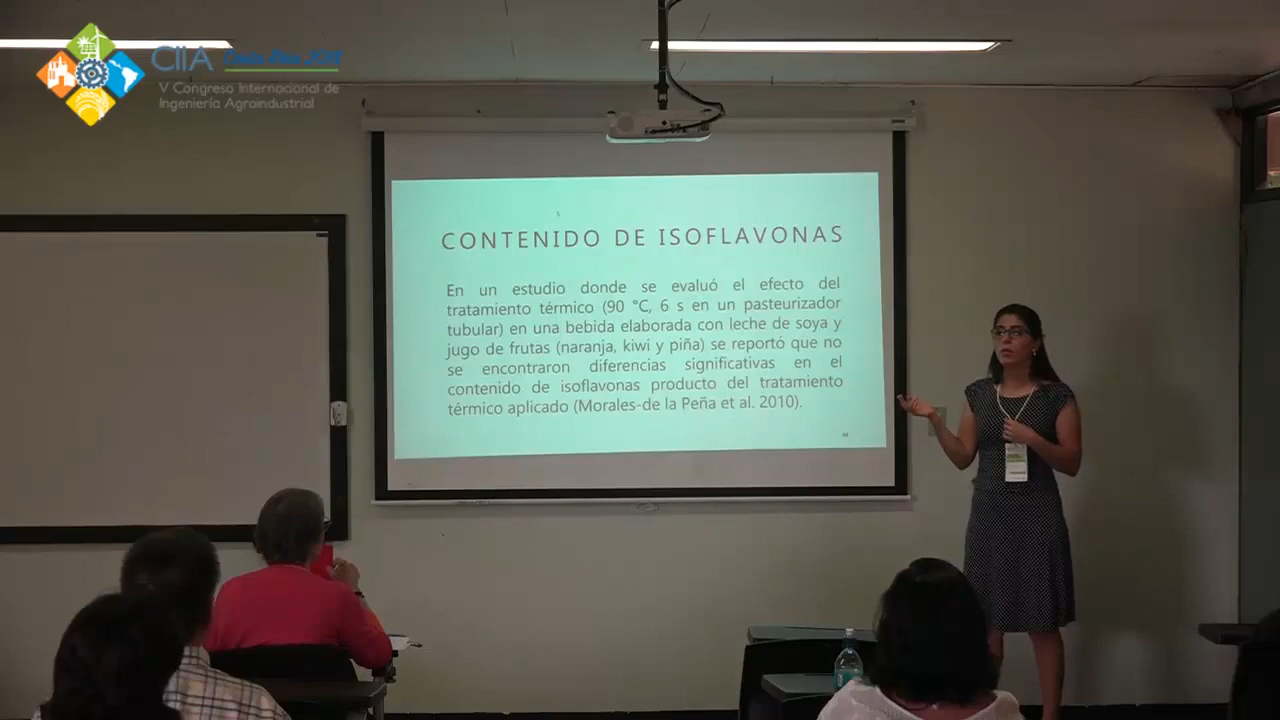 CIIA Costa Rica 2018
V Congreso Internacional de
Ingeniería Agroindustrial
CONTENIDO DE ISOFLAVONAS
En un estudio donde se evaluó el efecto del
tratamiento térmico (90 °C, 6 s en un pasteurizador
tubular) en una bebida elaborada con leche de soya y
jugo de frutas (naranja, kiwi y piña) se reportó que no
se encontraron diferencias significativas en el
contenido de isoflavonas producto del tratamiento
térmico aplicado (Morales-de la Peña et al. 2010).